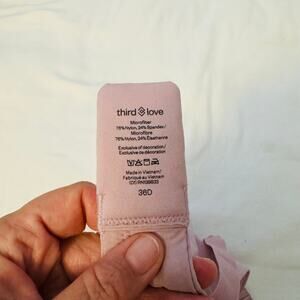 third love
Microfiber
76% Nylon, 24% Spandex/
Microfibre
76% Nylon, 24% Elasthanne
Exclusive of decoration/
Exclusive de décoration
Made in Vietnam/
Fabriqué au Vietnam
36D